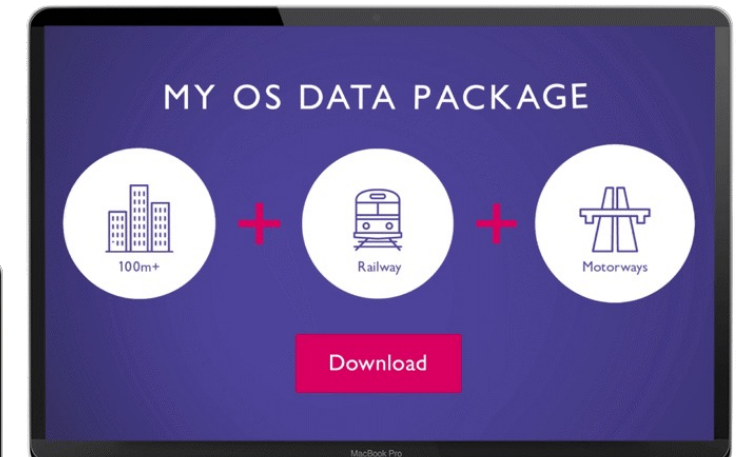 MY OS DATA PACKAGE
100m+
Railway
Motorways
Download
MacBook Pro